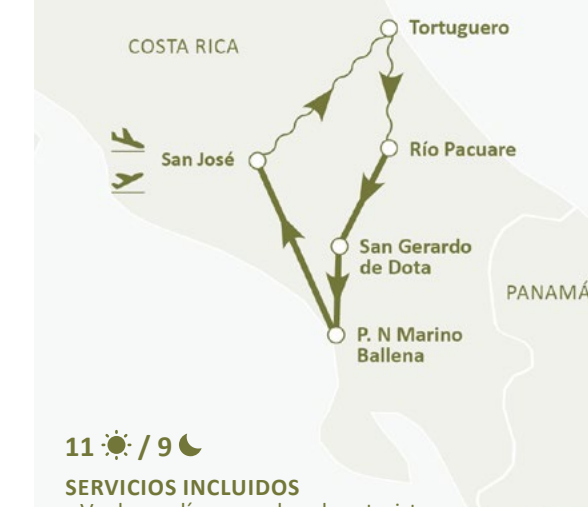 Tortuguero
COSTA RICA
San José
Río Pacuare
San Gerardo
de Dota
PANAMÁ
P. N Marino
Ballena
11 / 9
SERVICIOS INCLUIDOS